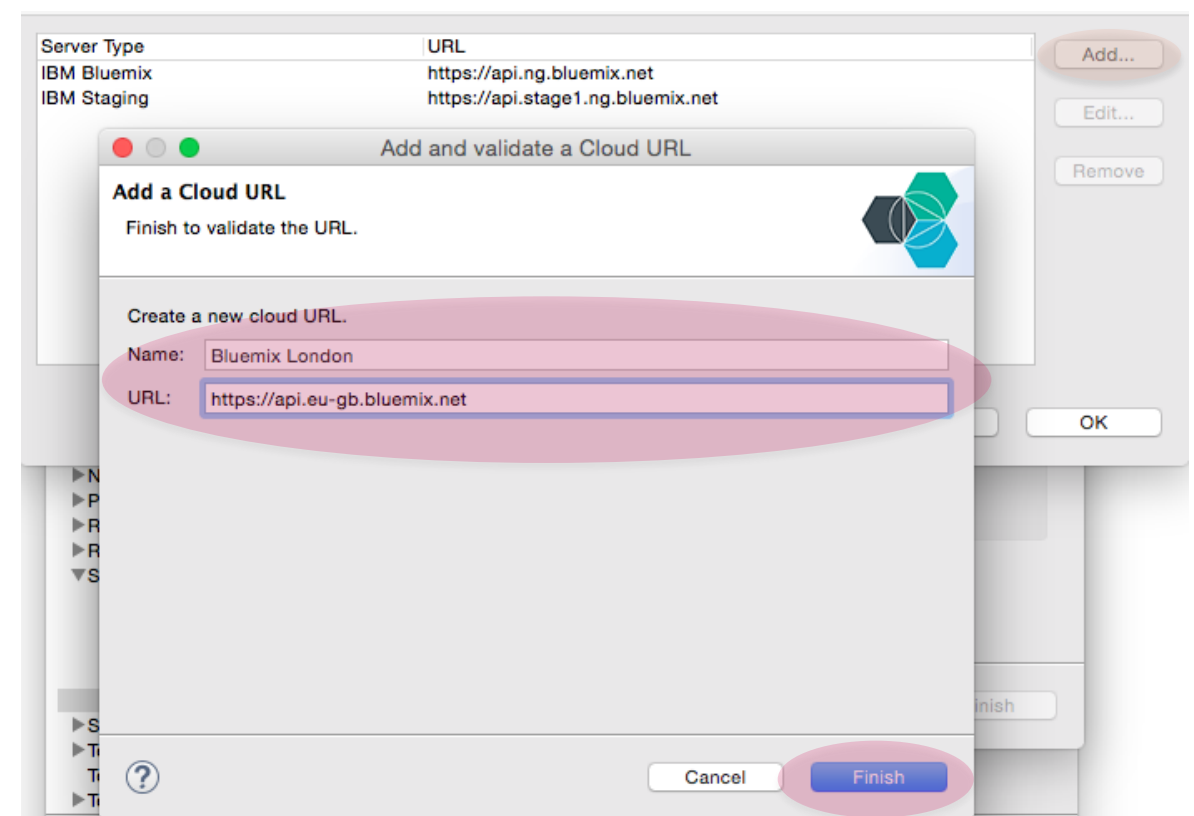 Server Type URL
IBM Bluemix https://api.ng.bluemix.net
IBM Staging https://api.stage1.ng.bluemix.net
Add...
Edit...
Remove
Add and validate a Cloud URL
Add a Cloud URL
Finish to validate the URL.
Create a new cloud URL.
Name: Bluemix London
URL: https://api.eu-gb.bluemix.net
OK
N
P
R
R
S
inish
S
T
T
T
? Cancel Finish